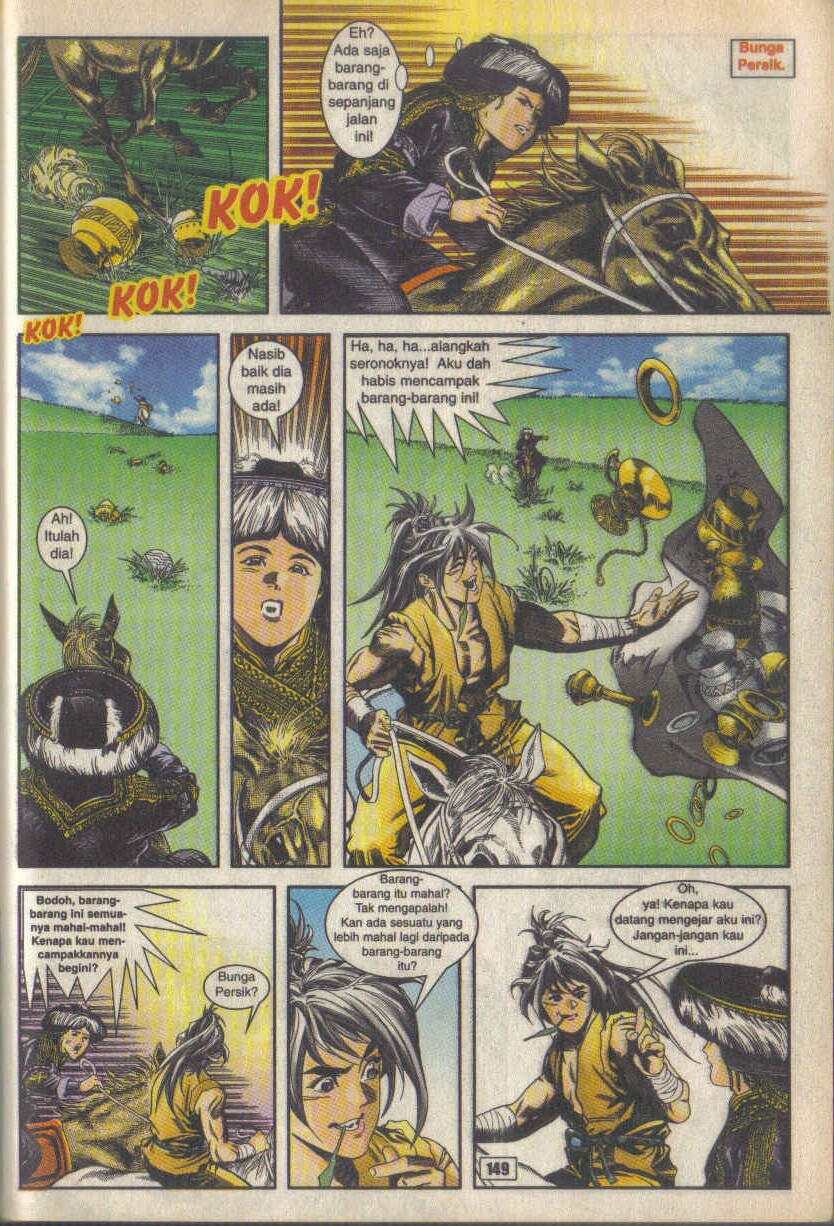 Eh?
Ada saja
barang-
barang di
sepanjang
jalan
ini!
Bunga
Persik.
KOK!
KOK!
KOK!
Ah!
Itulah
dia!
Nasib
baik dia
masih
ada!
Ha, ha, ha...alangkah
seronoknya! Aku dah
habis mencampak
barang-barang ini!
Bodoh, barang-
barang ini semua-
nya mahal-mahal!
Kenapa kau men-
campakkannya
begini?
Bunga
Persik?
Barang-
barang itu mahal?
Tak mengapalah!
Kan ada sesuatu yang
lebih mahal lagi daripada
barang-barang
itu?
Oh,
ya! Kenapa kau
datang mengejar aku ini?
Jangan-jangan kau
ini...
149